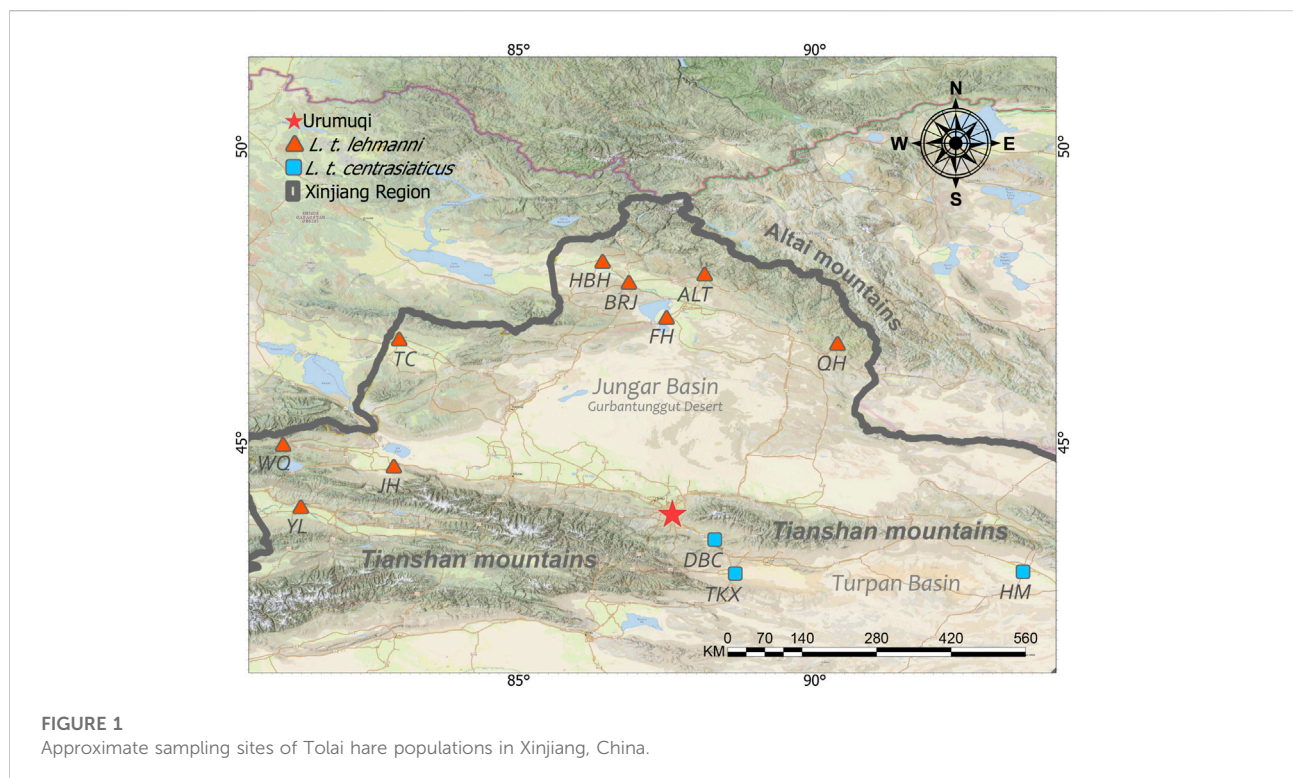 85°
90°
50°
50°
Urumuqi
L. t. lehmanni
L. t. centrasiaticus
Xinjiang Region
N
W
E
S
Altai mountains
HBH
BRJ
ALT
FH
QH
TC
Jungar Basin
Gurbantunggut Desert
45°
45°
WQ
JH
YL
Tianshan mountains
Tianshan mountains
DBC
TKX
Turpan Basin
HM
0 70 140 280 420 560
KM
85°
90°
FIGURE 1
Approximate sampling sites of Tolai hare populations in Xinjiang, China.